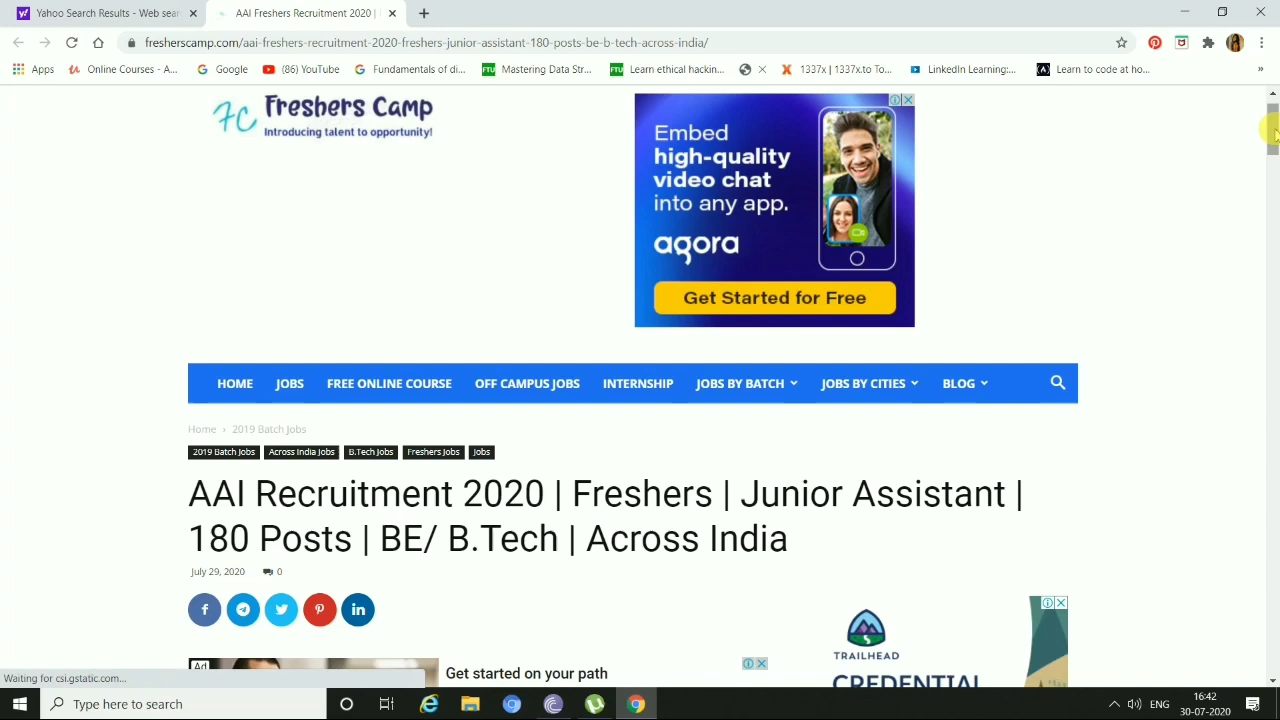 Yahoo Search Results - Web sear
AAI Freshers Recruitment 2020 |
fresherscamp.com/aai-freshers-recruitment-2020-freshers-junior-assistant-180-posts-be-b-tech-across-india/
Apps
Online Courses - A...
Google
(86) YouTube
Fundamentals of di...
FTU
Mastering Data Str...
FTU
Learn ethical hackin...
1337x | 1337x.to To...
LinkedIn Learning:...
Learn to code at ho...
»
FC Freshers Camp
Introducing talent to opportunity!
Embed
high-quality
video chat
into any app.
agora
Get Started for Free
HOME
JOBS
FREE ONLINE COURSE
OFF CAMPUS JOBS
INTERNSHIP
JOBS BY BATCH
JOBS BY CITIES
BLOG
Home › 2019 Batch Jobs
2019 Batch Jobs
Across India Jobs
B.Tech Jobs
Freshers Jobs
Jobs
AAI Recruitment 2020 | Freshers | Junior Assistant |
180 Posts | BE/ B.Tech | Across India
July 29, 2020
0
Ad
Get started on your path
TRAILHEAD
CREDENTIAL
Waiting for ssl.gstatic.com...
Type here to search
ENG
16:42
30-07-2020